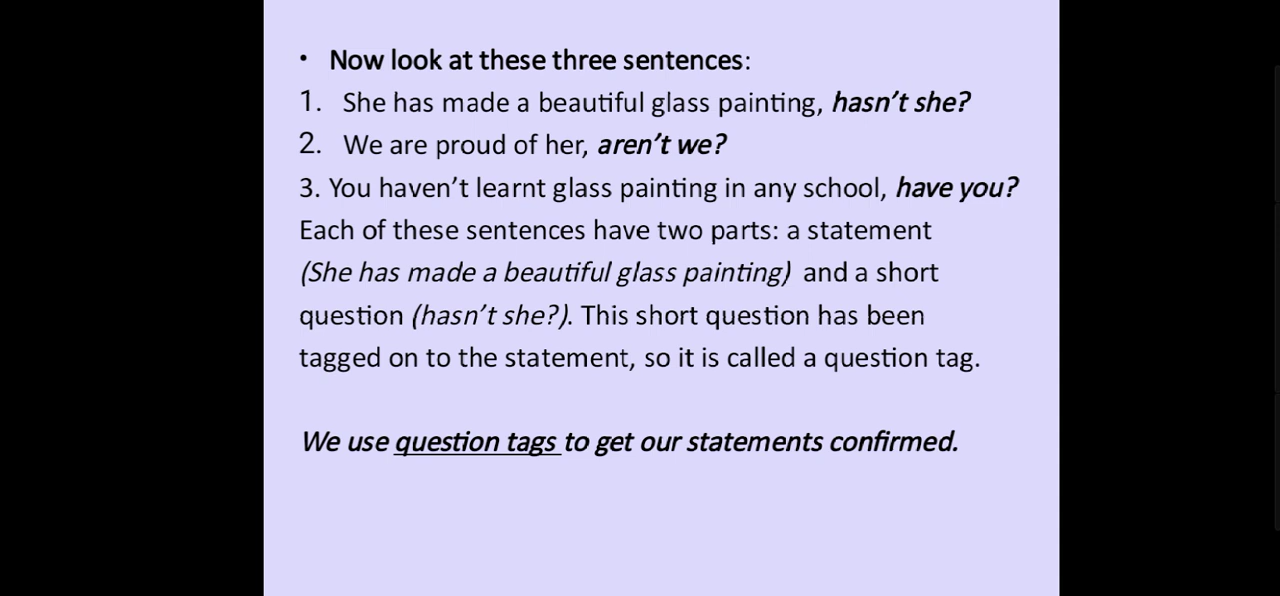 • Now look at these three sentences:
1. She has made a beautiful glass painting, hasn't she?
2. We are proud of her, aren't we?
3. You haven't learnt glass painting in any school, have you?
Each of these sentences have two parts: a statement
(She has made a beautiful glass painting) and a short
question (hasn't she?). This short question has been
tagged on to the statement, so it is called a question tag.
We use question tags to get our statements confirmed.